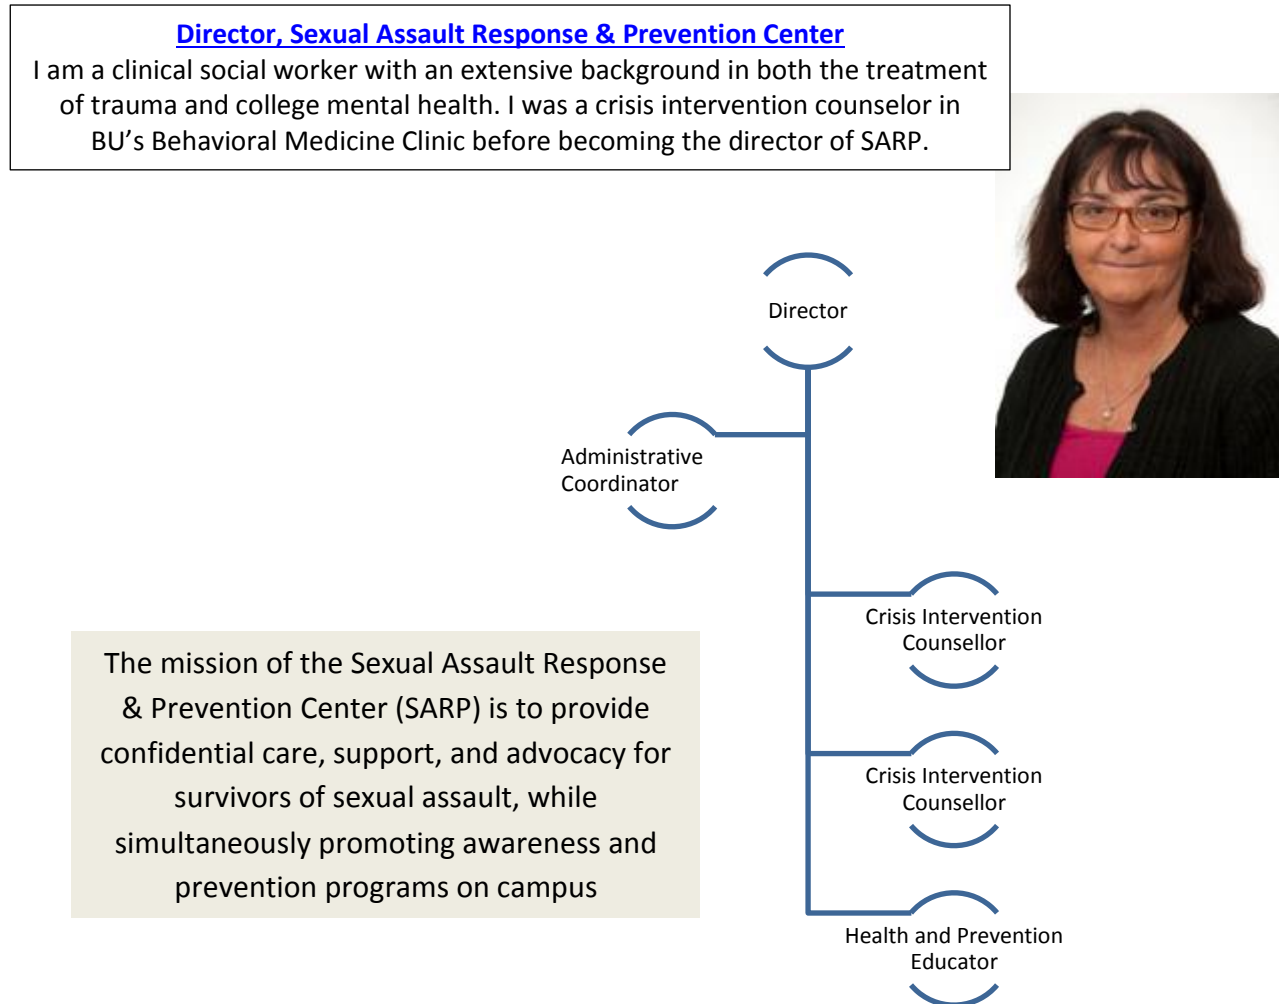 Director, Sexual Assault Response & Prevention Center
I am a clinical social worker with an extensive background in both the treatment
of trauma and college mental health. I was a crisis intervention counselor in
BU’s Behavioral Medicine Clinic before becoming the director of SARP.
Director
Administrative
Coordinator
Crisis Intervention
Counsellor
The mission of the Sexual Assault Response
& Prevention Center (SARP) is to provide
confidential care, support, and advocacy for
survivors of sexual assault, while
simultaneously promoting awareness and
prevention programs on campus
Crisis Intervention
Counsellor
Health and Prevention
Educator